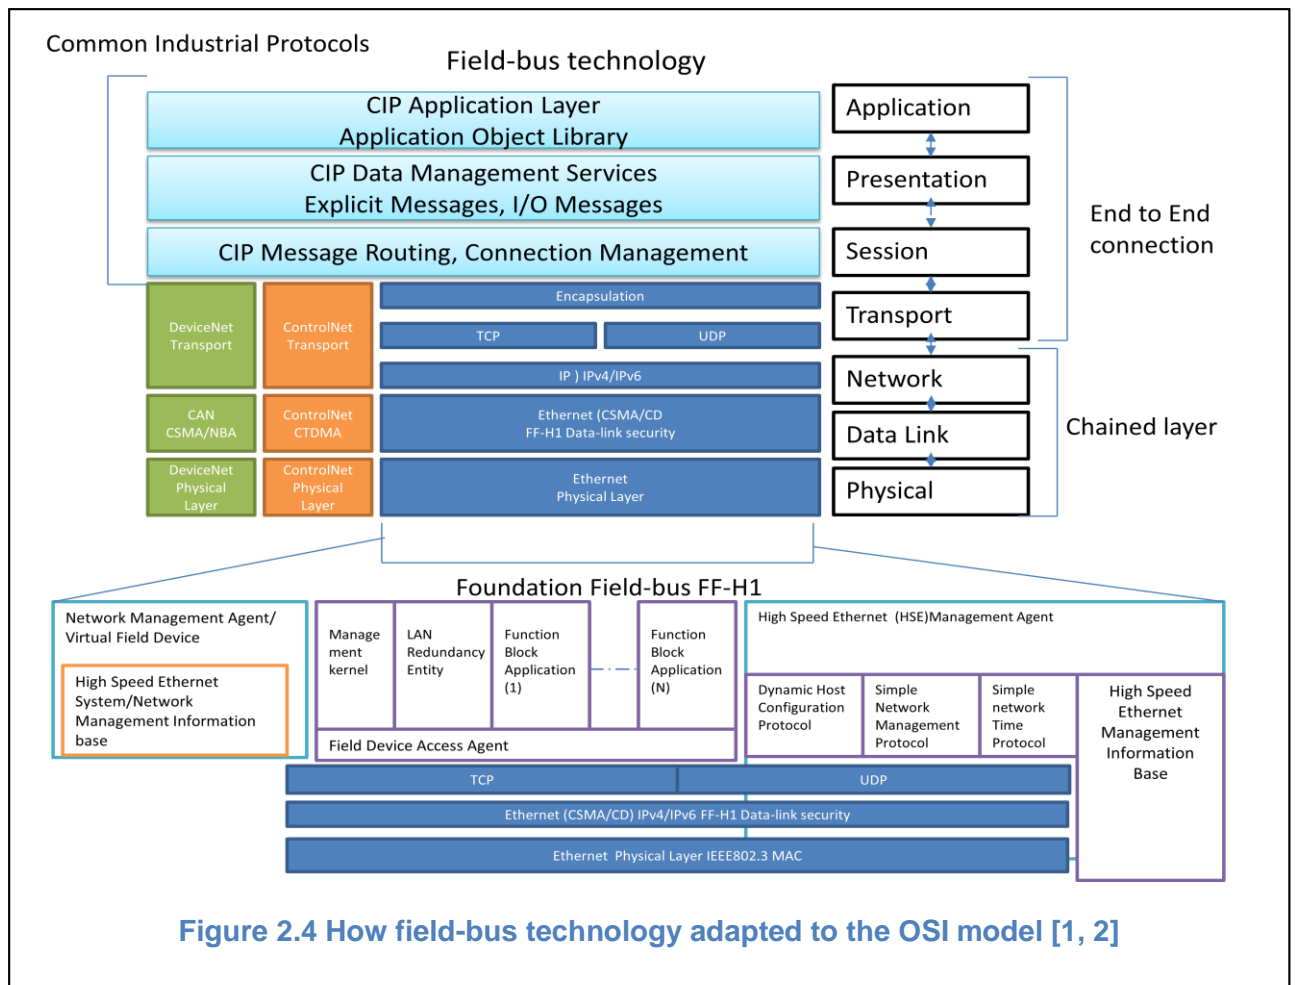 Common Industrial Protocols
Field-bus technology
CIP Application Layer
Application Object Library
Application
CIP Data Management Services
Explicit Messages, I/O Messages
Presentation
End to End
connection
CIP Message Routing, Connection Management
Session
DeviceNet
Transport
ControlNet
Transport
Encapsulation
TCP
UDP
IP ) IPv4/IPv6
Transport
Network
CAN
CSMA/NBA
ControlNet
CTDMA
Ethernet (CSMA/CD
FF-H1 Data-link security
Data Link
Chained layer
DeviceNet
Physical
Layer
ControlNet
Physical
Layer
Ethernet
Physical Layer
Physical
Foundation Field-bus FF-H1
Network Management Agent/
Virtual Field Device
High Speed Ethernet
System/Network
Management Information
base
Manage
ment
kernel
LAN
Redundancy
Entity
Function
Block
Application
(1)
Function
Block
Application
(N)
Field Device Access Agent
High Speed Ethernet  (HSE)Management Agent
Dynamic Host
Configuration
Protocol
Simple
Network
Management
Protocol
Simple
network
Time
Protocol
High Speed
Ethernet
Management
Information
Base
TCP
UDP
Ethernet (CSMA/CD) IPv4/IPv6 FF-H1 Data-link security
Ethernet  Physical Layer IEEE802.3 MAC
Figure 2.4 How field-bus technology adapted to the OSI model [1, 2]